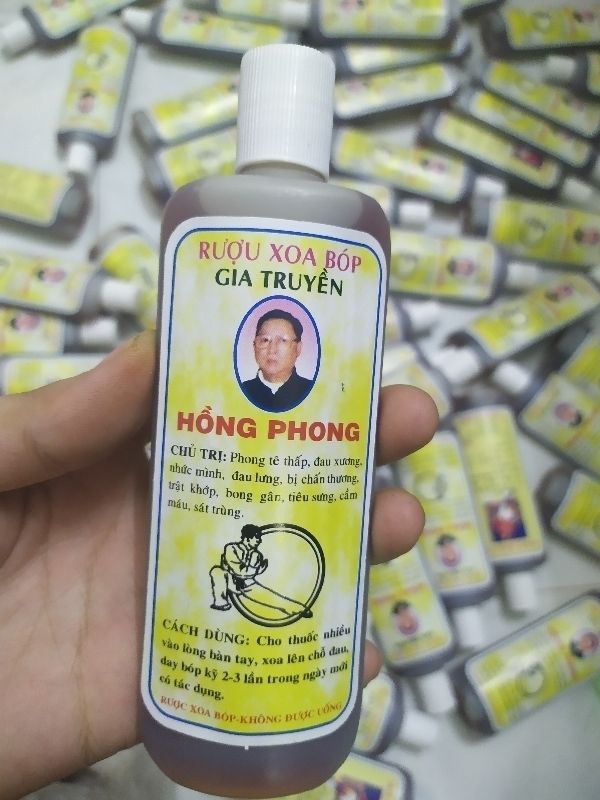 RƯỢU XOA BÓP
GIA TRUYỀN
HỒNG PHONG
CHỦ TRỊ: Phong tê thấp, đau xương,
nhức mình, đau lưng, bị chấn thương,
trật khớp, bong gân, tiêu sưng, cầm
máu, sát trùng.
CÁCH DÙNG: Cho thuốc nhiều
vào lòng bàn tay, xoa lên chỗ đau,
day bóp kỹ 2-3 lần trong ngày mới
có tác dụng.
RƯỢC XOA BÓP-KHÔNG ĐƯỢC UỐNG